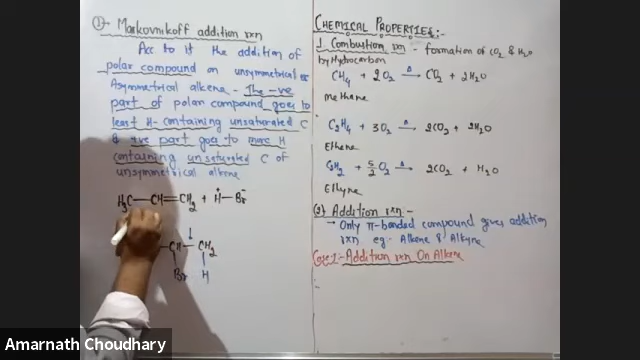 ① Markovnikoff addition rxn
Acc to it the addition of
polar compound on unsymmetrical or
Asymmetrical alkene - The -ve
part of polar compound goes to
least H-containing unsaturated C
& +ve part goes to more H
containing unsaturated C of
unsymmetrical alkene
H₃C—CH=CH₂ + H⁺—Br⁻
↓
CH—CH₂
Br H
CHEMICAL PROPERTIES:-
1. Combustion rxn - formation of CO₂ & H₂O
by Hydrocarbon
CH₄ + 2O₂ —Δ→ CO₂ + 2H₂O
methane
C₂H₄ + 3O₂ —Δ→ 2CO₂ + 2H₂O
Ethene
C₂H₂ + 5/2 O₂ —Δ→ 2CO₂ + H₂O
Ethyne
(2) Addition rxn:-
→ Only π-bonded compound gives addition
rxn eg:- Alkene & Alkyne
Case-1:- Addition rxn On Alkene
:-
Amarnath Choudhary